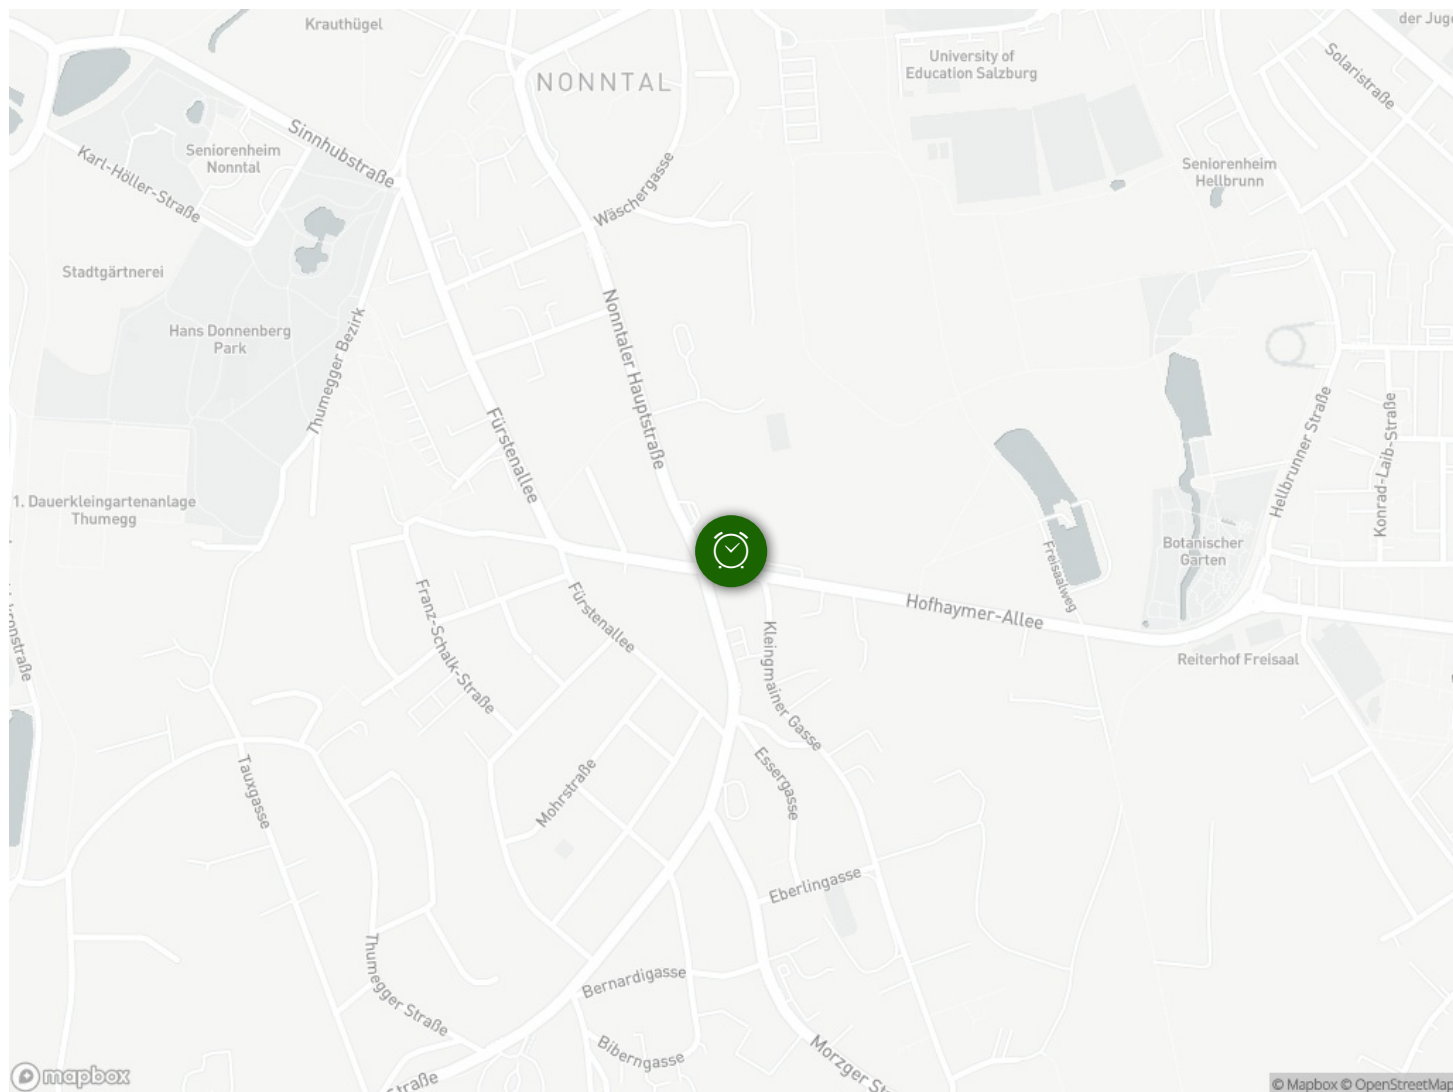 Krauthügel
der Juge
NONNTAL
University of
Education Salzburg
Solaristraße
Sinnhubstraße
Seniorenheim
Nonntal
Karl-Höller-Straße
Seniorenheim
Hellbrunn
Wäschergasse
Stadtgärtnerei
Hans Donnenberg
Park
Thumegger Bezirk
Nonntaler Hauptstraße
Fürstenallee
Hellbrunner Straße
Konrad-Laib-Straße
1. Dauerkleingartenanlage
Thumegg
Botanischer
Garten
Freisaalweg
Franz-Schalk-Straße
Fürstenallee
Hofhaymer-Allee
Kleingmainer Gasse
Reiterhof Freisaal
Tauxgasse
Essergasse
Mohrstraße
Eberlingasse
Thumegger Straße
Bernardigasse
Biberngasse
Morzger St
Straße
mapbox
© Mapbox © OpenStreetMap